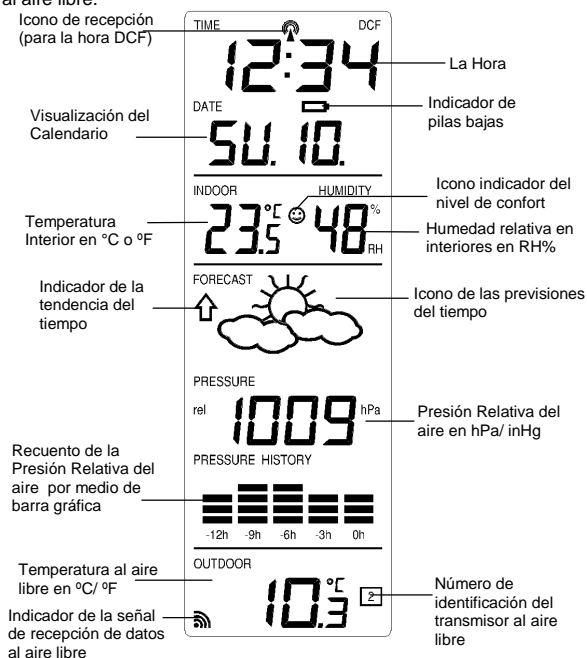 al aire libre.
Icono de recepción
(para la hora DCF)
TIME
DCF
12:34
La Hora
Visualización del
Calendario
DATE
SU. 10.
Indicador de
pilas bajas
INDOOR
HUMIDITY
Icono indicador del
nivel de confort
Temperatura
Interior en °C o ºF
23.5 °C
48 % RH
Humedad relativa en
interiores en RH%
Indicador de la
tendencia del
tiempo
FORECAST
Icono de las previsiones
del tiempo
PRESSURE
rel 1009 hPa
Presión Relativa del
aire en hPa/ inHg
Recuento de la
Presión Relativa del
aire por medio de
barra gráfica
PRESSURE HISTORY
-12h -9h -6h -3h 0h
OUTDOOR
Temperatura al aire
libre en ºC/ ºF
10.3 °C
2
Número de
identificación del
transmisor al aire
libre
Indicador de la señal
de recepción de datos
al aire libre